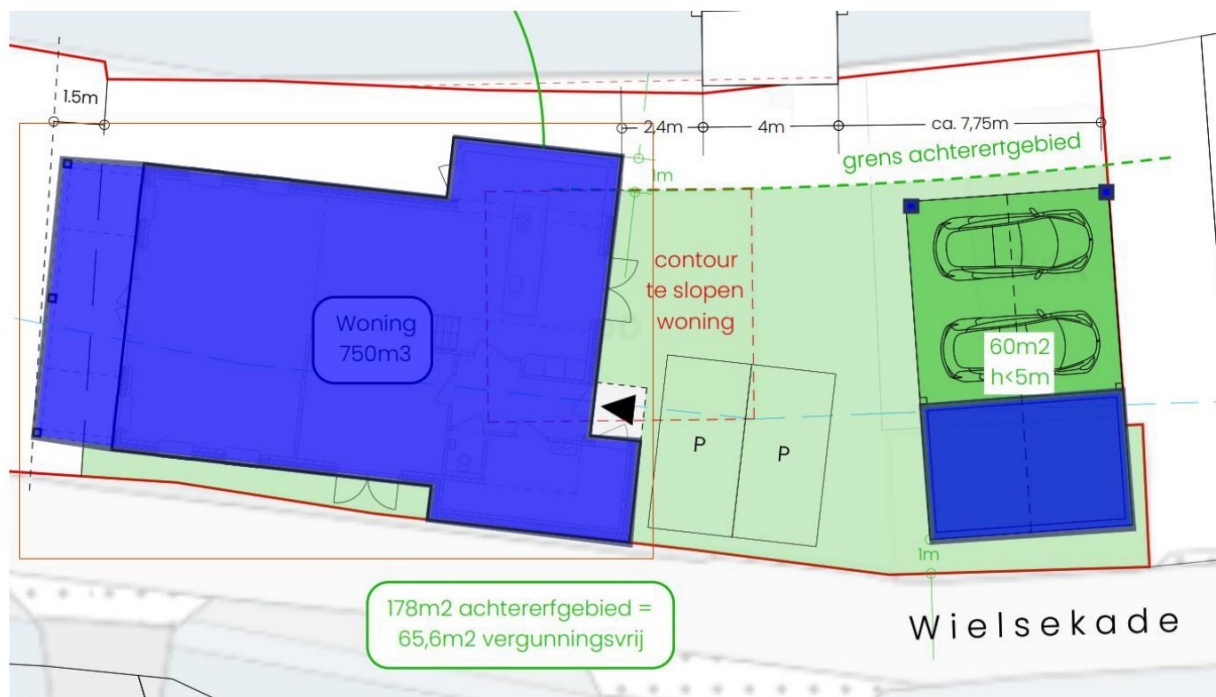 1.5m
2,4m
4m
ca. 7,75m
grens achterertgebied
1m
contour
te slopen
woning
Woning
750m3
60m2
h<5m
P
P
1m
178m2 achtererfgebied =
65,6m2 vergunningsvrij
Wielsekade